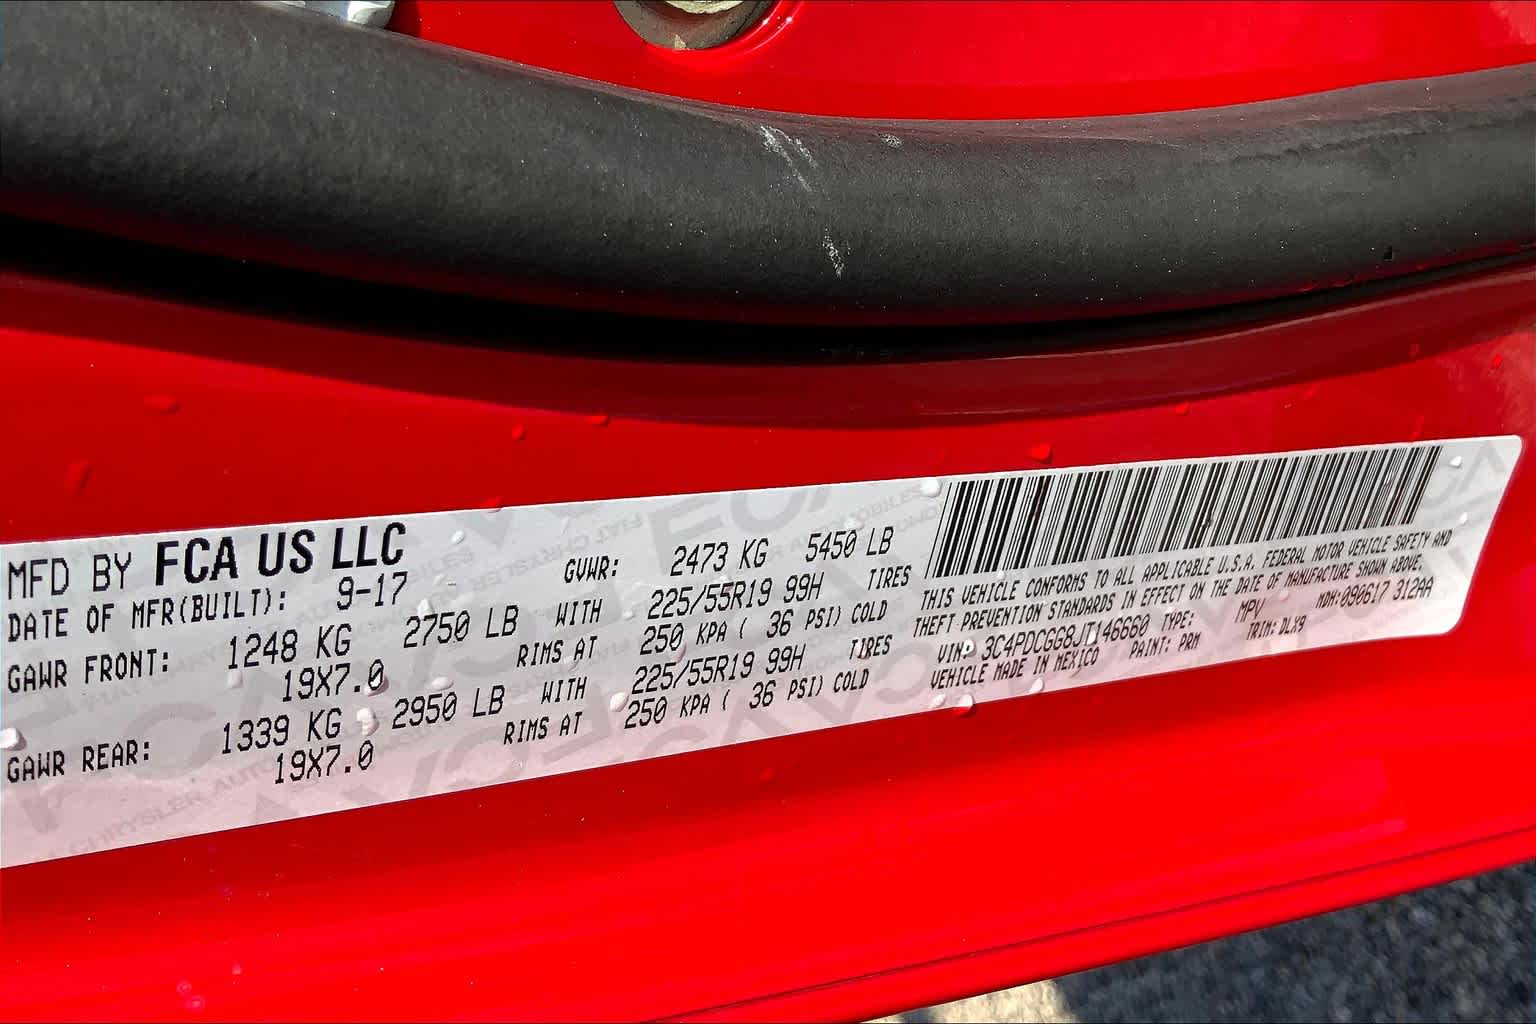 MFD BY FCA US LLC
DATE OF MFR(BUILT): 9-17 GVWR: 2473 KG 5450 LB
GAWR FRONT: 1248 KG 2750 LB WITH 225/55R19 99H TIRES
19X7.0 RIMS AT 250 KPA ( 36 PSI) COLD
GAWR REAR: 1339 KG 2950 LB WITH 225/55R19 99H TIRES
19X7.0 RIMS AT 250 KPA ( 36 PSI) COLD
THIS VEHICLE CONFORMS TO ALL APPLICABLE U.S.A. FEDERAL MOTOR VEHICLE SAFETY AND
THEFT PREVENTION STANDARDS IN EFFECT ON THE DATE OF MANUFACTURE SHOWN ABOVE.
VIN: 3C4PDCGG8JT146660 TYPE: MPV MDH:090617 312AA
VEHICLE MADE IN MEXICO PAINT: PRM TRIM: DLX9